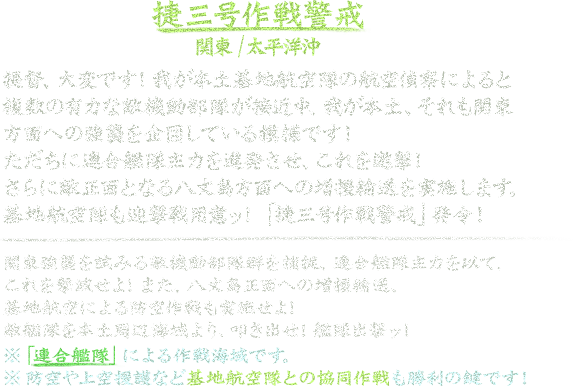 捷三号作戦警戒
関東/太平洋沖
提督、大変です! 我が本土基地航空隊の航空偵察によると
複数の有力な敵機動部隊が接近中、我が本土、それも関東
方面への強襲を企図している模様です!
ただちに連合艦隊主力を進発させ、これを邀撃!
さらに敵正面となる八丈島方面への増援輸送を実施します。
基地航空隊も迎撃戦用意ッ! 「捷三号作戦警戒」発令!
関東強襲を試みる敵機動部隊群を捕捉、連合艦隊主力を以て、
これを撃滅せよ! また、八丈島正面への増援輸送、
基地航空による防空作戦も実施せよ!
敵艦隊を本土周辺海域より、叩き出せ! 艦隊出撃ッ!
※「連合艦隊」による作戦海域です。
※防空や上空援護など基地航空隊との協同作戦も勝利の鍵です!